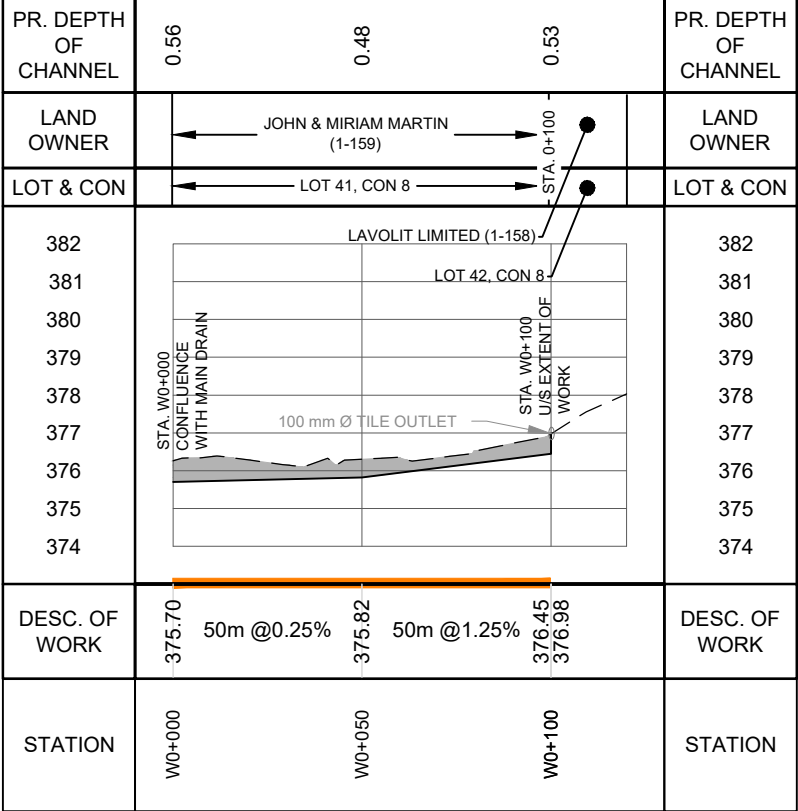 PR. DEPTH
OF
CHANNEL
0.56
0.48
0.53
PR. DEPTH
OF
CHANNEL
LAND
OWNER
JOHN & MIRIAM MARTIN
(1-159)
STA. 0+100
LAND
OWNER
LOT & CON
LOT 41, CON 8
LOT & CON
LAVOLIT LIMITED (1-158)
LOT 42, CON 8
382
381
380
379
378
377
376
375
374
STA. W0+000
CONFLUENCE
WITH MAIN DRAIN
100 mm Ø TILE OUTLET
STA. W0+100
U/S EXTENT OF
WORK
382
381
380
379
378
377
376
375
374
DESC. OF
WORK
375.70
50m @0.25%
375.82
50m @1.25%
376.45
376.98
DESC. OF
WORK
STATION
W0+000
W0+050
W0+100
STATION